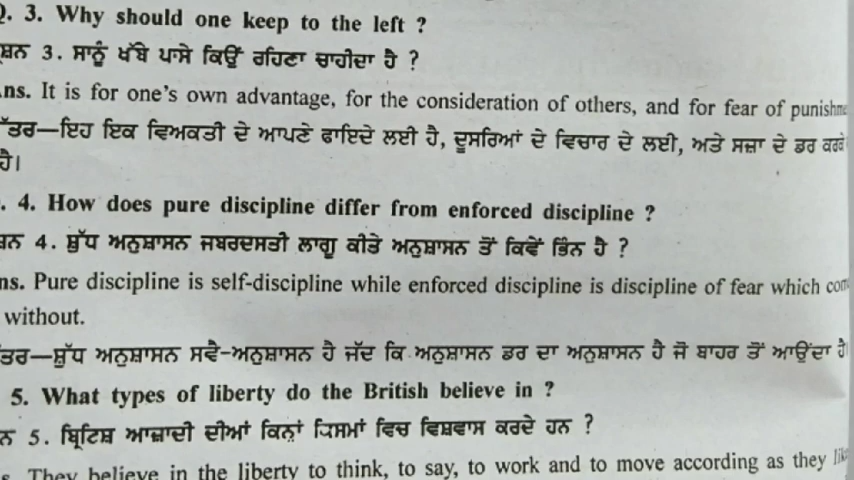 Q. 3. Why should one keep to the left ?
ਸ਼ਨ 3. ਸਾਨੂੰ ਖੱਬੇ ਪਾਸੇ ਕਿਉਂ ਰਹਿਣਾ ਚਾਹੀਦਾ ਹੈ ?
ns. It is for one's own advantage, for the consideration of others, and for fear of punishme
ੱਤਰ—ਇਹ ਇਕ ਵਿਅਕਤੀ ਦੇ ਆਪਣੇ ਫਾਇਦੇ ਲਈ ਹੈ, ਦੂਸਰਿਆਂ ਦੇ ਵਿਚਾਰ ਦੇ ਲਈ, ਅਤੇ ਸਜ਼ਾ ਦੇ ਡਰ ਕਰਕੇ
ਹੈ।
. 4. How does pure discipline differ from enforced discipline ?
ਸ਼ਨ 4. ਸ਼ੁੱਧ ਅਨੁਸ਼ਾਸਨ ਜਬਰਦਸਤੀ ਲਾਗੂ ਕੀਤੇ ਅਨੁਸ਼ਾਸਨ ਤੋਂ ਕਿਵੇਂ ਭਿੰਨ ਹੈ ?
ns. Pure discipline is self-discipline while enforced discipline is discipline of fear which com
without.
ਤਰ—ਸ਼ੁੱਧ ਅਨੁਸ਼ਾਸਨ ਸਵੈ-ਅਨੁਸ਼ਾਸਨ ਹੈ ਜੱਦ ਕਿ ਅਨੁਸ਼ਾਸਨ ਡਰ ਦਾ ਅਨੁਸ਼ਾਸਨ ਹੈ ਜੋ ਬਾਹਰ ਤੋਂ ਆਉਂਦਾ ਹੈ
5. What types of liberty do the British believe in ?
ਨ 5. ਬ੍ਰਿਟਿਸ਼ ਆਜ਼ਾਦੀ ਦੀਆਂ ਕਿਨ੍ਹਾਂ ਕਿਸਮਾਂ ਵਿਚ ਵਿਸ਼ਵਾਸ ਕਰਦੇ ਹਨ ?
s. They believe in the liberty to think, to say, to work and to move according as they lik